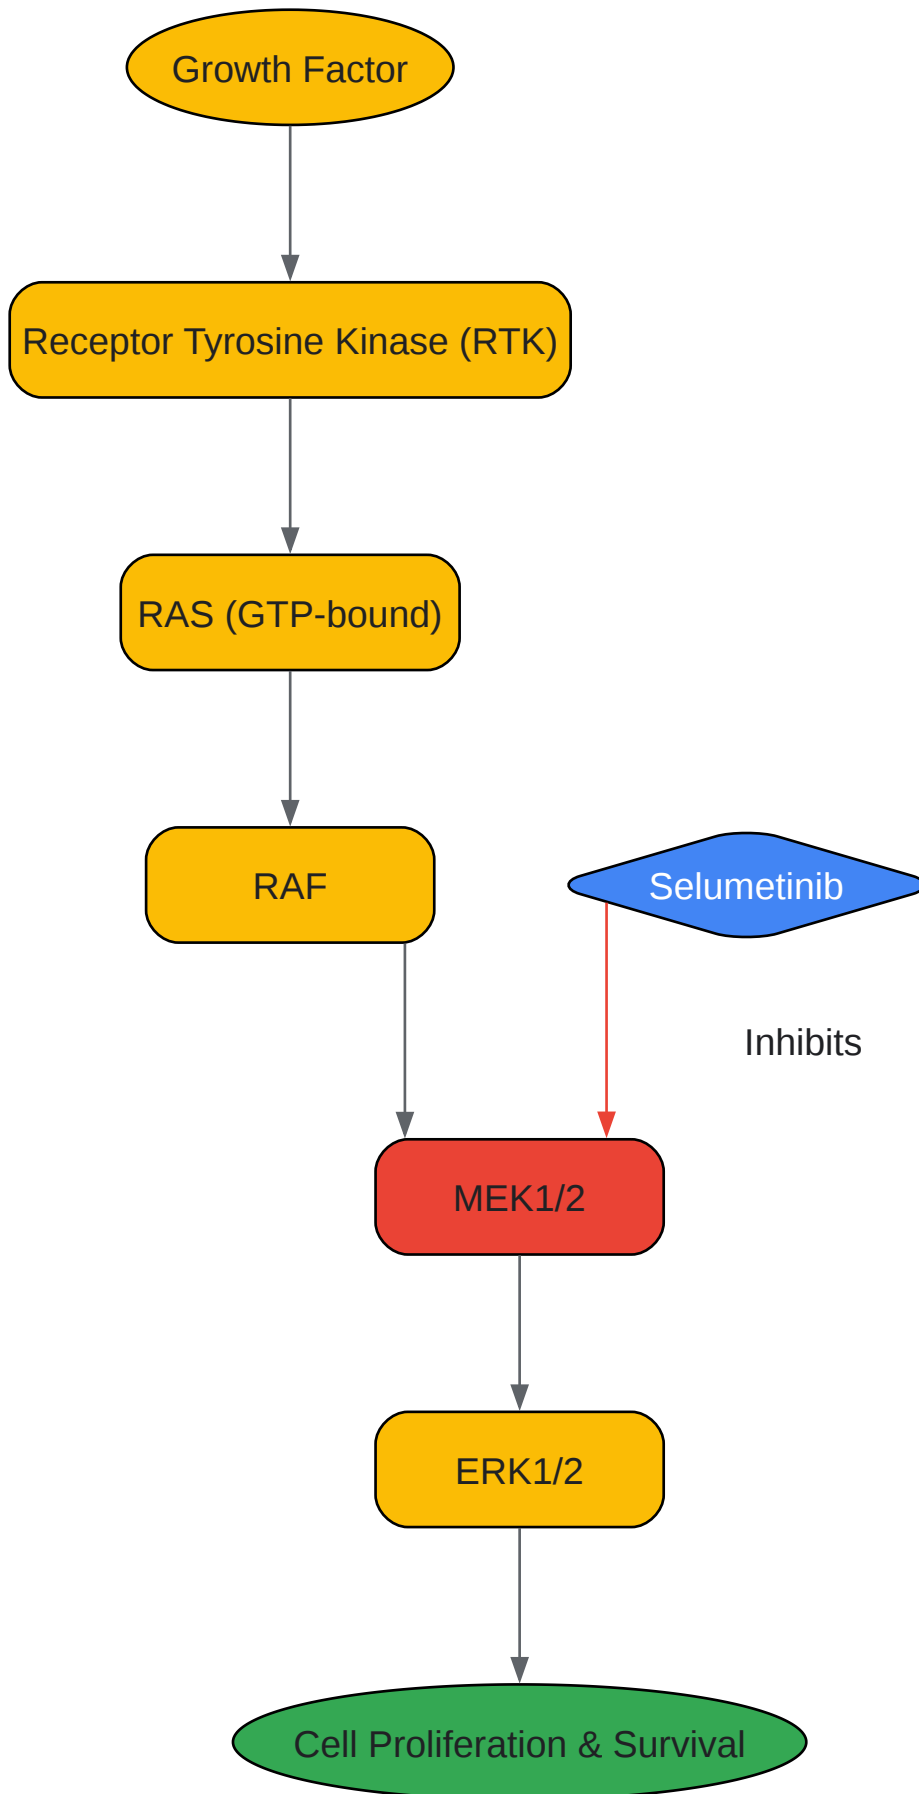 Growth Factor
Receptor Tyrosine Kinase (RTK)
RAS (GTP-bound)
RAF
Selumetinib
Inhibits
MEK1/2
ERK1/2
Cell Proliferation & Survival